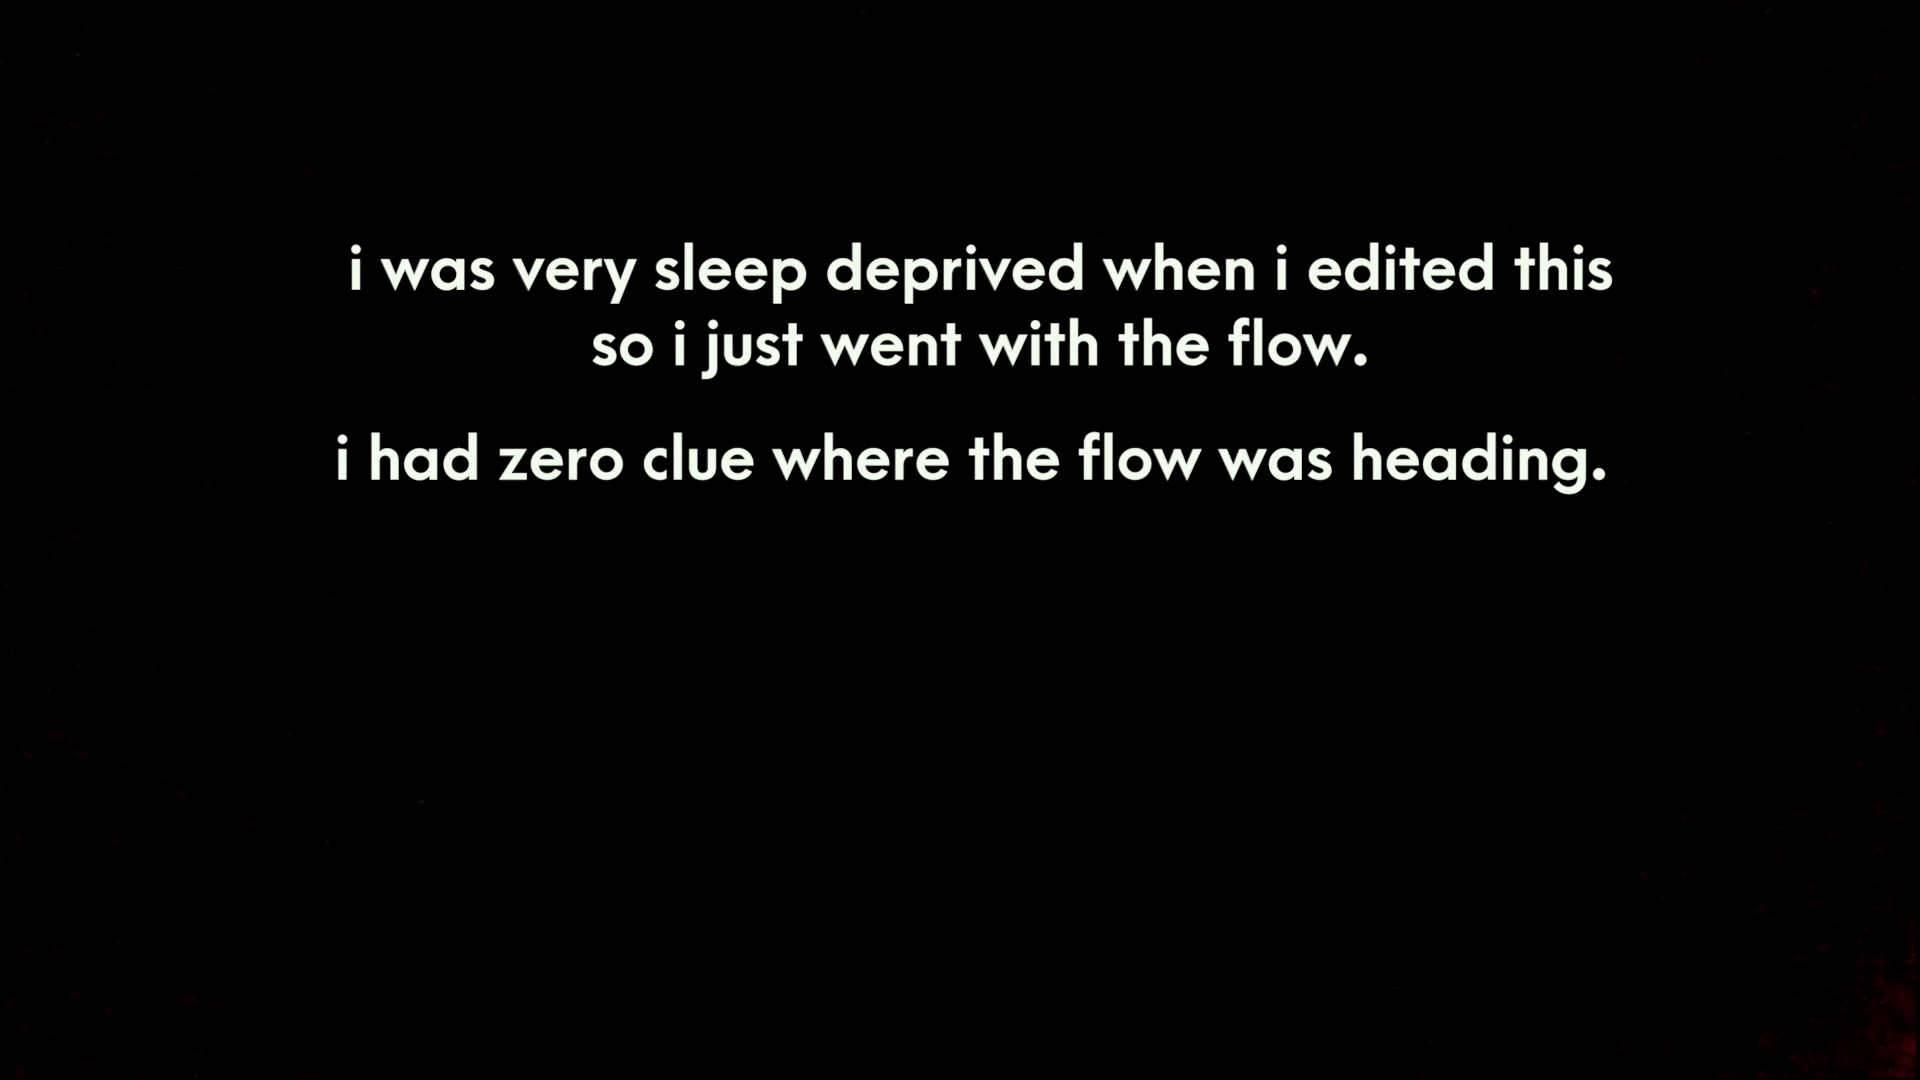 i was very sleep deprived when i edited this
so i just went with the flow.
i had zero clue where the flow was heading.